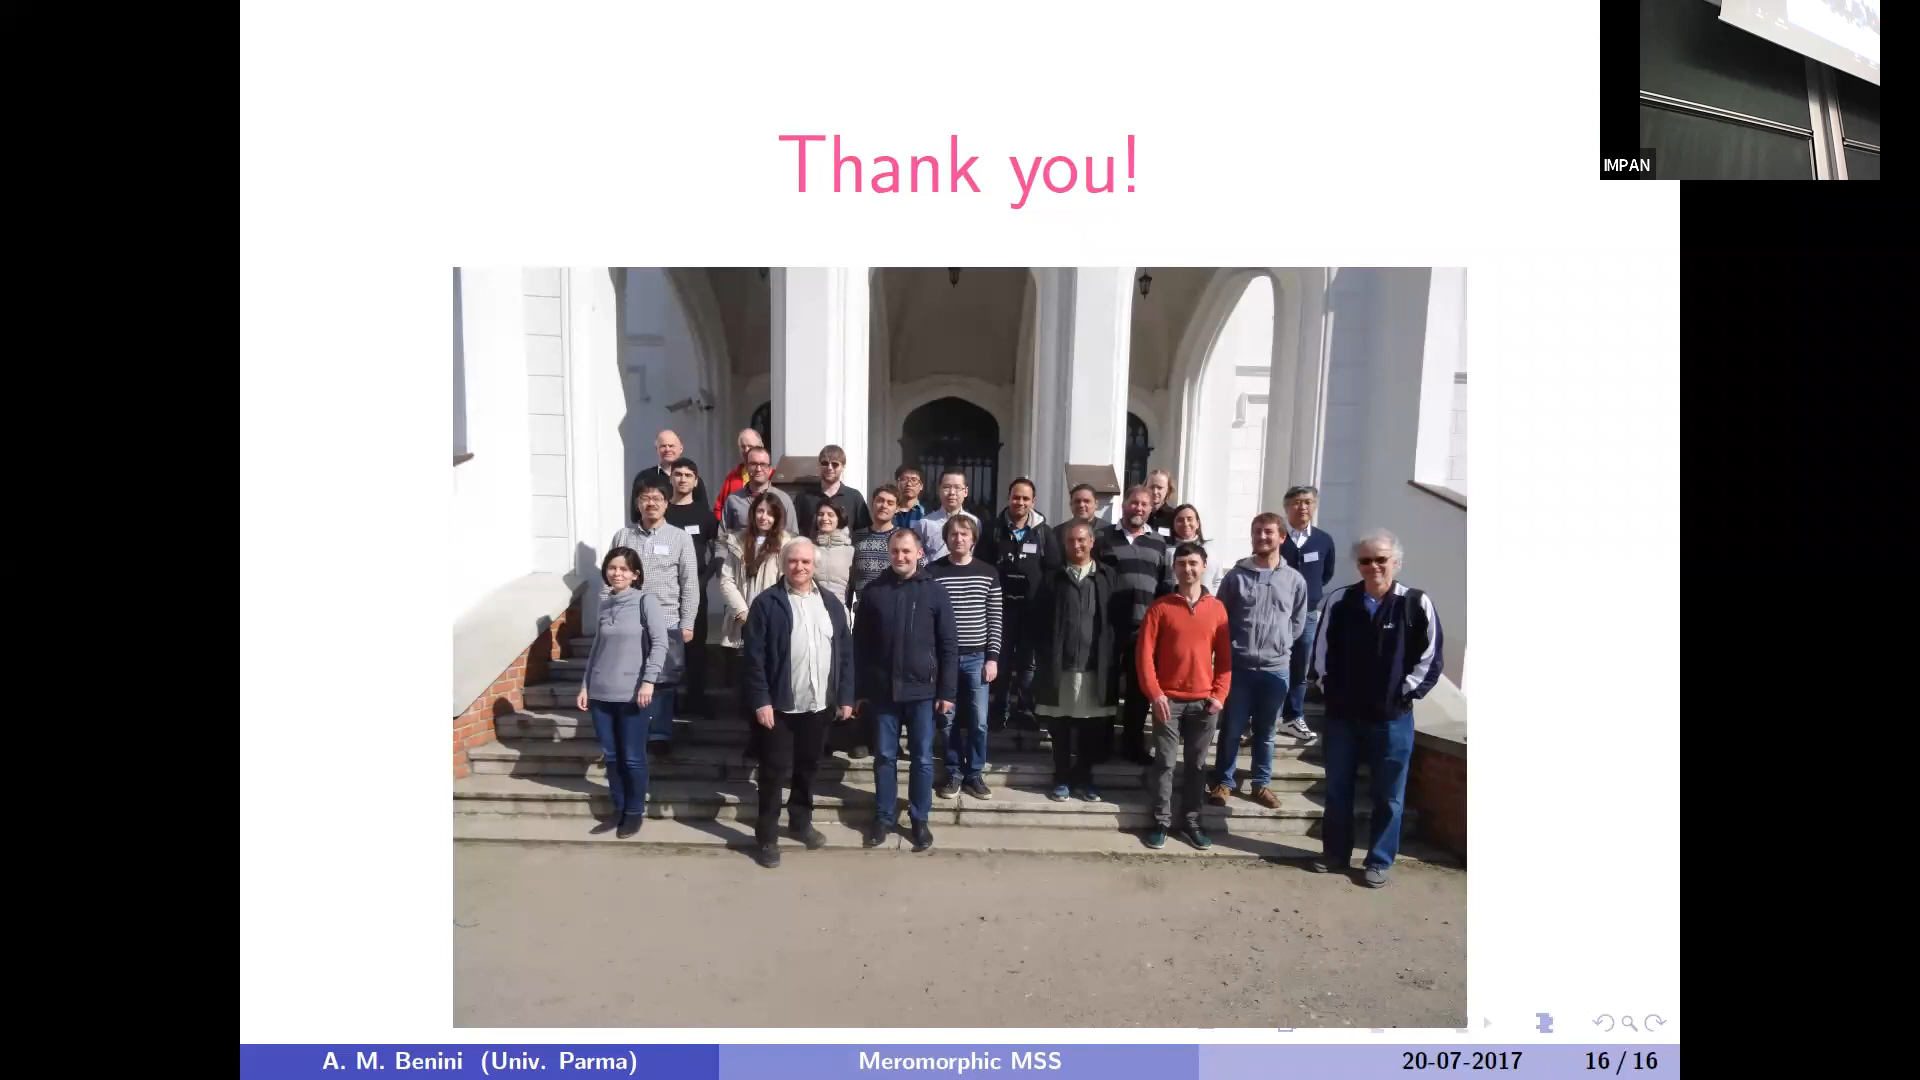 Thank you!
IMPAN
A. M. Benini (Univ. Parma)
Meromorphic MSS
20-07-2017
16 / 16